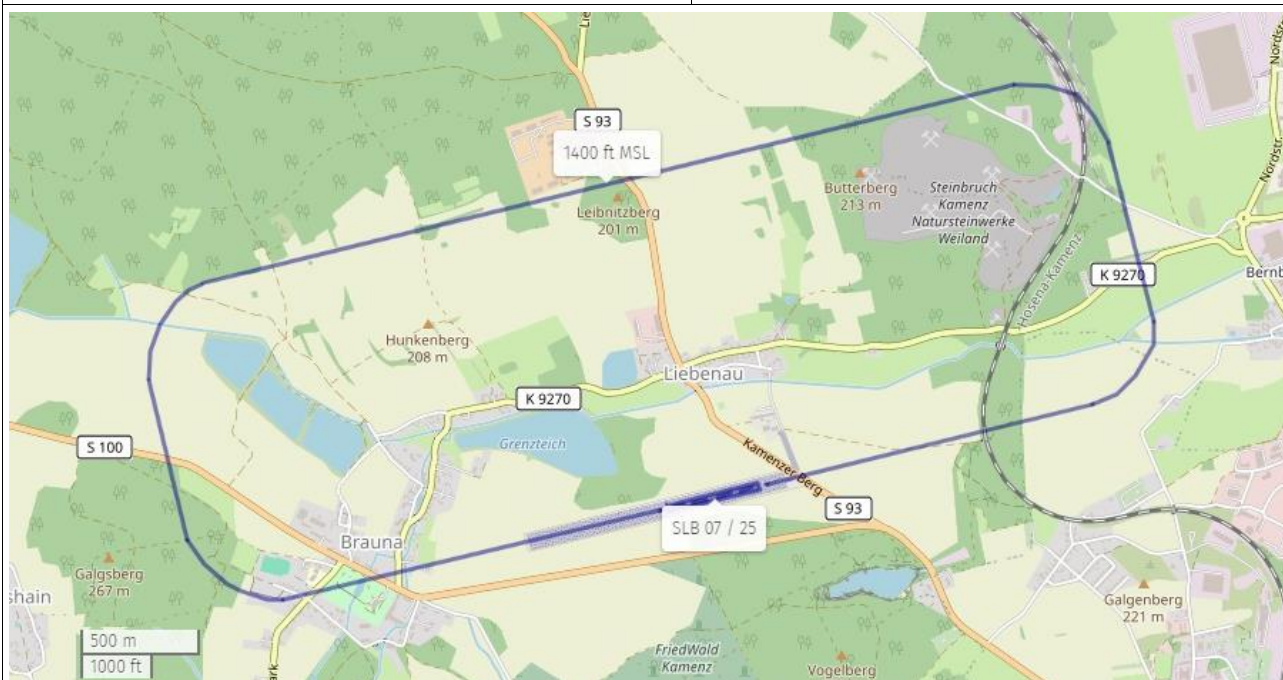 Nordstr.
S 93
1400 ft MSL
Butterberg
213 m
Steinbruch
Kamenz
Natursteinwerke
Weiland
Leibnitzberg
201 m
Nordstr.
Hosena-Kamenz
K 9270
Bernb
Hunkenberg
208 m
Liebenau
K 9270
Grenzteich
S 100
Kamenzer Berg
S 93
SLB 07 / 25
Brauna
Galgsberg
267 m
shain
Galgenberg
221 m
500 m
1000 ft
FriedWald
Kamenz
Vogelberg